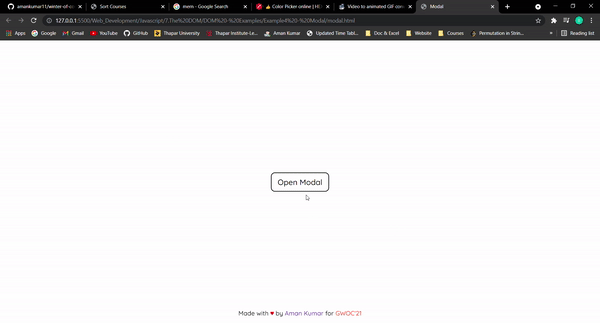 amankumar11/winter-of-c
Sort Courses
mern - Google Search
Color Picker online | HE
Video to animated GIF con
Modal
127.0.0.1:5500/Web_Development/Javascript/7.The%20DOM/DOM%20-%20Examples/Example4%20-%20Modal/modal.html
Apps
Google
Gmail
YouTube
GitHub
Thapar University
Thapar Institute-Le...
Aman Kumar
Updated Time Tabl...
Doc & Excel
Website
Courses
Permutation in Strin...
»
Reading list
Open Modal
Made with ♥ by Aman Kumar for GWOC'21